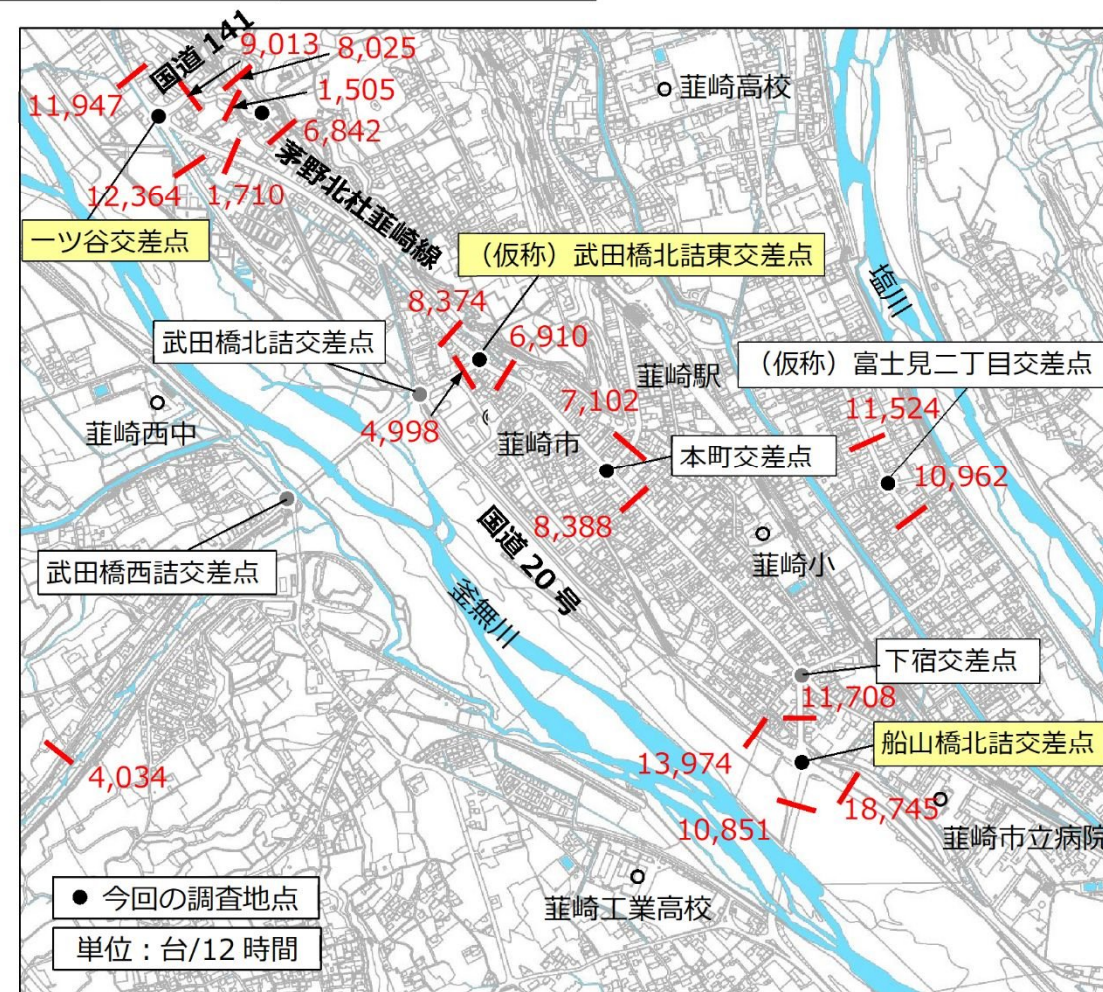 国道 141
9,013
8,025
11,947
1,505
韮崎高校
6,842
12,364
1,710
茅野北杜韮崎線
一ツ谷交差点
（仮称）武田橋北詰東交差点
塩川
8,374
6,910
武田橋北詰交差点
韮崎駅
（仮称）富士見二丁目交差点
7,102
11,524
韮崎西中
4,998
韮崎市
本町交差点
10,962
8,388
国道 20 号
武田橋西詰交差点
韮崎小
釜無川
下宿交差点
11,708
船山橋北詰交差点
13,974
4,034
18,745
10,851
韮崎市立病院
● 今回の調査地点
韮崎工業高校
単位：台/12 時間